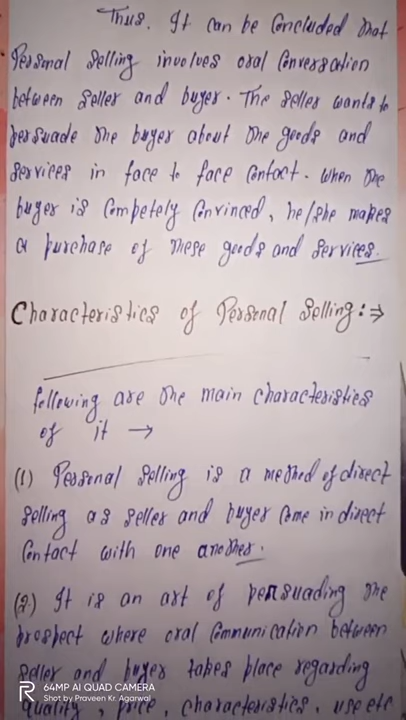 Thus. It can be concluded that
Personal Selling involves oral conversation
between seller and buyer. The seller wants to
persuade the buyer about the goods and
services in face to face contact. when the
buyer is competely convinced, he/she makes
a purchase of these goods and services.
Characteristics of Personal Selling:⇒
following are the main characteristics
of it →
(1) Personal selling is a method of direct
selling as seller and buyer come in direct
contact with one another.
(2) It is an art of persuading the
prospect where oral communication between
seller and buyer takes place regarding
quality, price, characteristics, use etc
64MP AI QUAD CAMERA
Shot by Praveen Kr. Agarwal